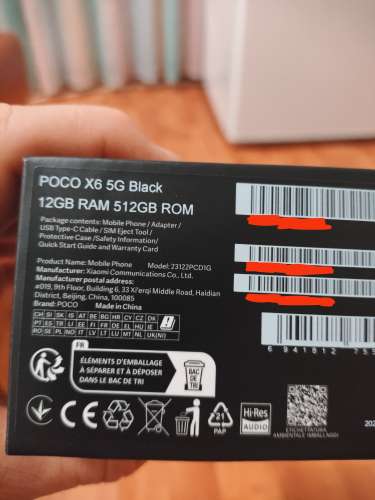 POCO X6 5G Black
12GB RAM 512GB ROM
Package contents: Mobile Phone / Adapter /
USB Type-C Cable / SIM Eject Tool /
Protective Case /Safety Information/
Quick Start Guide and Warranty Card
Product Name: Mobile Phone Model: 23122PCD1G
Manufacturer: Xiaomi Communications Co., Ltd.
Manufacturer postal address:
#019, 9th Floor, Building 6, 33 Xi'erqi Middle Road, Haidian
District, Beijing, China, 100085
Brand: POCO Made in China
CH IS SK IS AT BE BG HR CY CZ DK
PT ES TR LI EE FI FR DE EL HU IE
RO SE PL NO IT LV LT LU MT NL UK(NI)
6 941812 755
FR
ÉLÉMENTS D'EMBALLAGE
À SÉPARER ET À DÉPOSER
DANS LE BAC DE TRI
BAC
DE
TRI
CE
21
PAP
Hi-Res
AUDIO
ETICHETTATURA
AMBIENTALE IMBALLAGGI
202